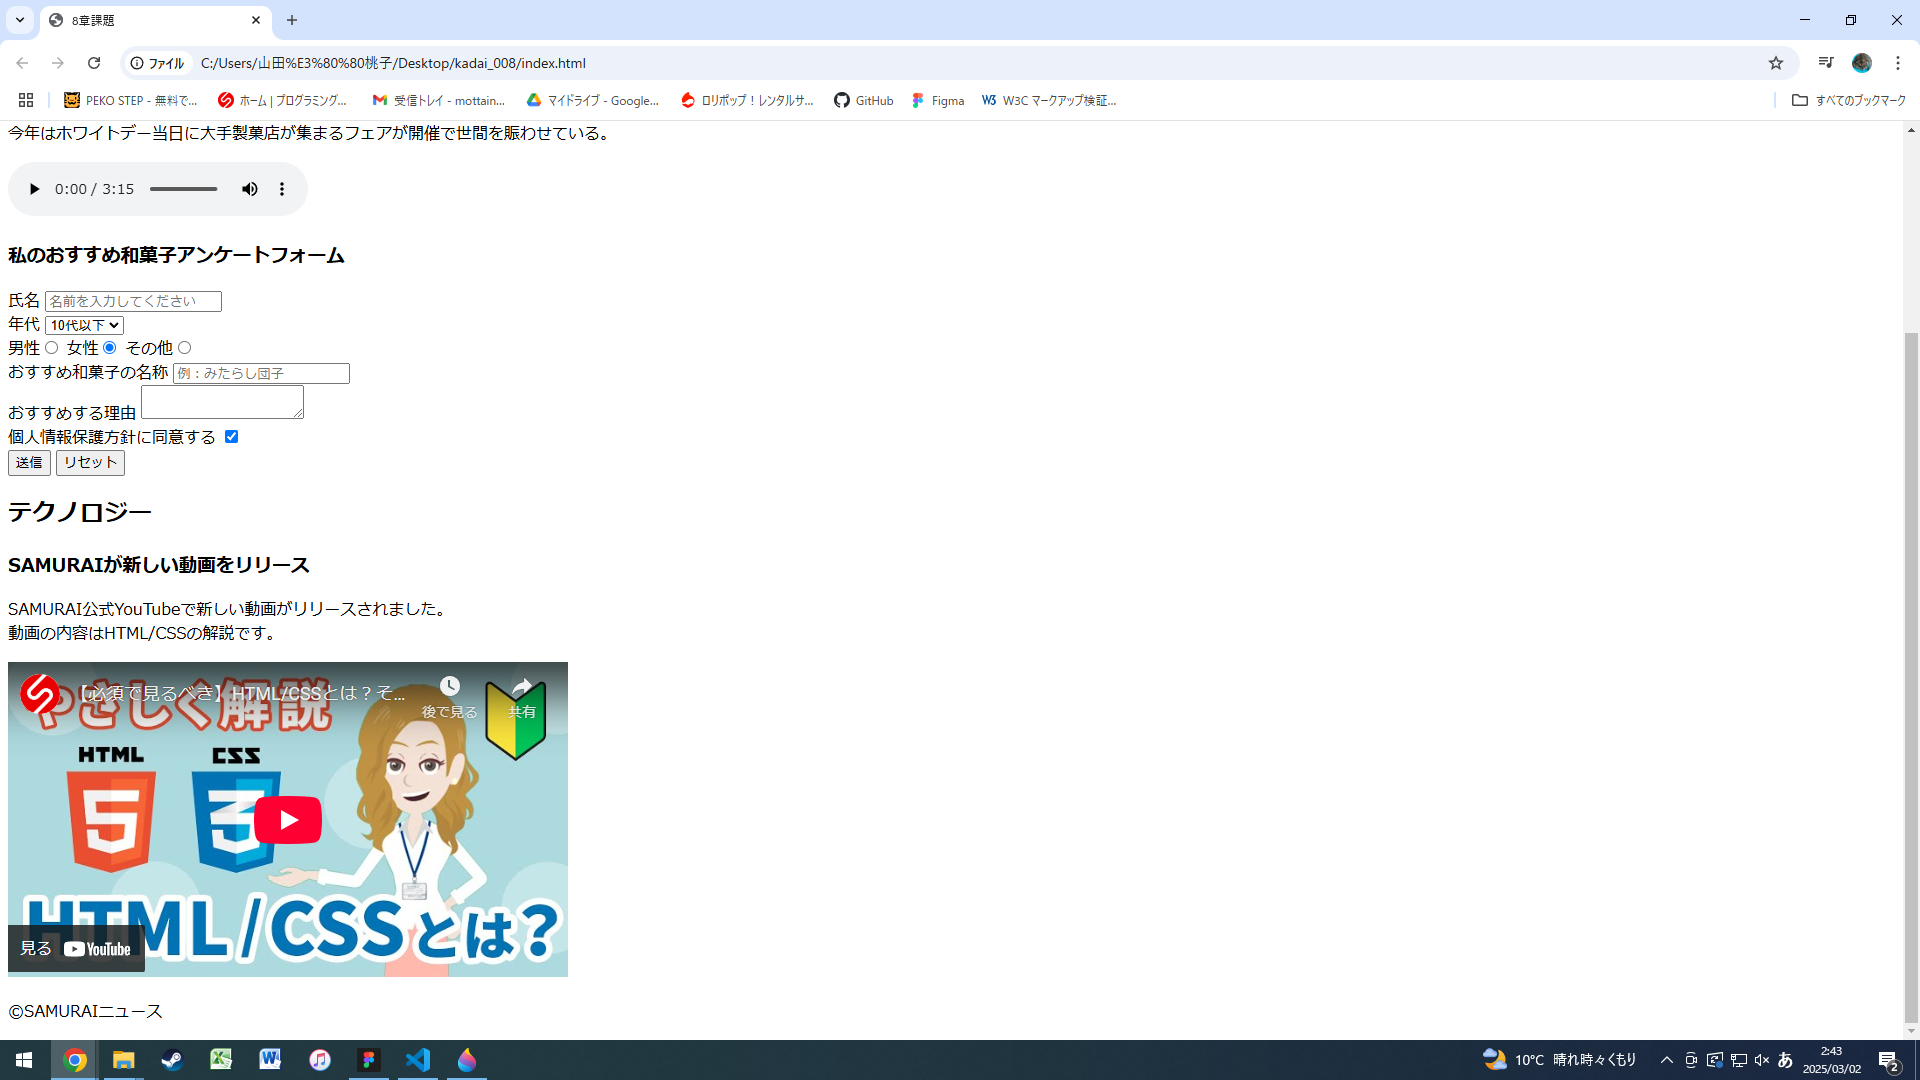 8章課題
ファイル C:/Users/山田%E3%80%80桃子/Desktop/kadai_008/index.html
PEKO STEP - 無料で... ホーム | プログラミング... 受信トレイ - mottain... マイドライブ - Google... ロリポップ！レンタルサ... GitHub Figma W3C マークアップ検証... すべてのブックマーク
今年はホワイトデー当日に大手製菓店が集まるフェアが開催で世間を賑わせている。
0:00 / 3:15
私のおすすめ和菓子アンケートフォーム
氏名 名前を入力してください
年代 10代以下
男性 女性 その他
おすすめ和菓子の名称 例：みたらし団子
おすすめする理由
個人情報保護方針に同意する
送信 リセット
テクノロジー
SAMURAIが新しい動画をリリース
SAMURAI公式YouTubeで新しい動画がリリースされました。
動画の内容はHTML/CSSの解説です。
【必須で見るべき】HTML/CSSとは？そ...
後で見る 共有
やさしく解説
HTML CSS
5 3
HTML/CSSとは?
見る YouTube
©SAMURAIニュース
10°C 晴れ時々くもり あ 2:43
2025/03/02 2